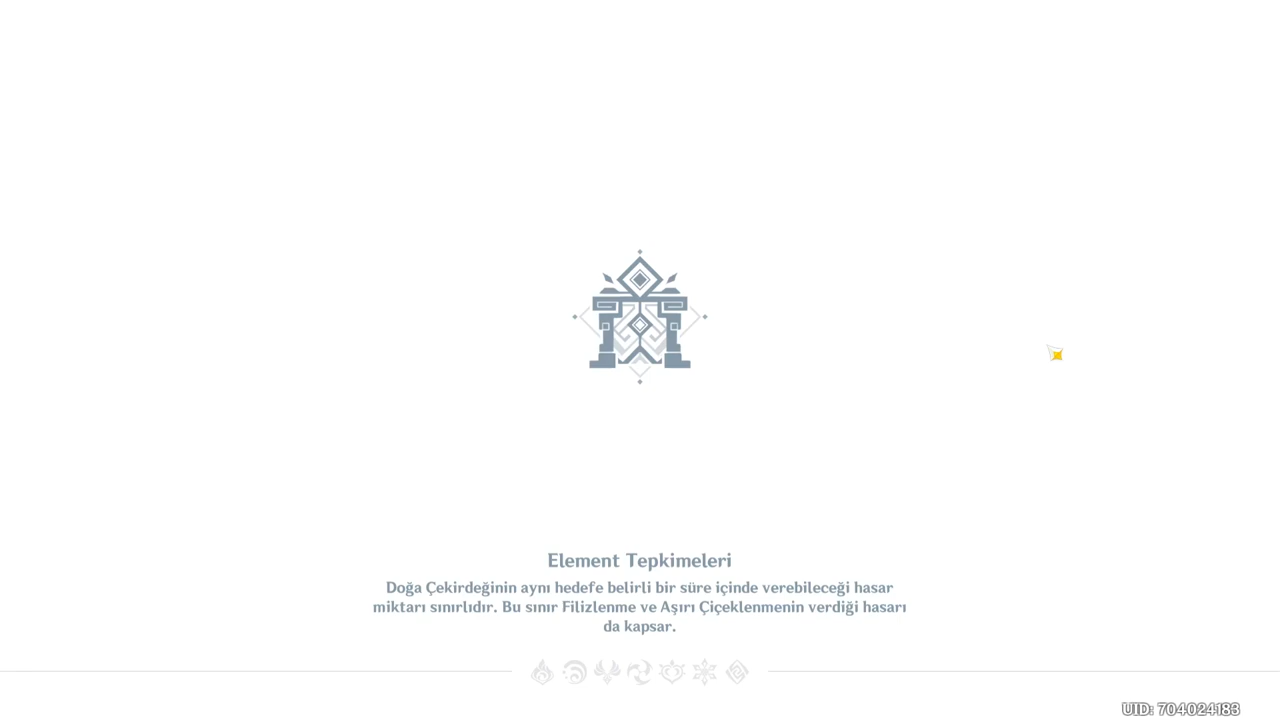 Element Tepkimeleri
Doğa Çekirdeğinin aynı hedefe belirli bir süre içinde verebileceği hasar
miktarı sınırlıdır. Bu sınır Filizlenme ve Aşırı Çiçeklenmenin verdiği hasarı
da kapsar.
UID: 704024183